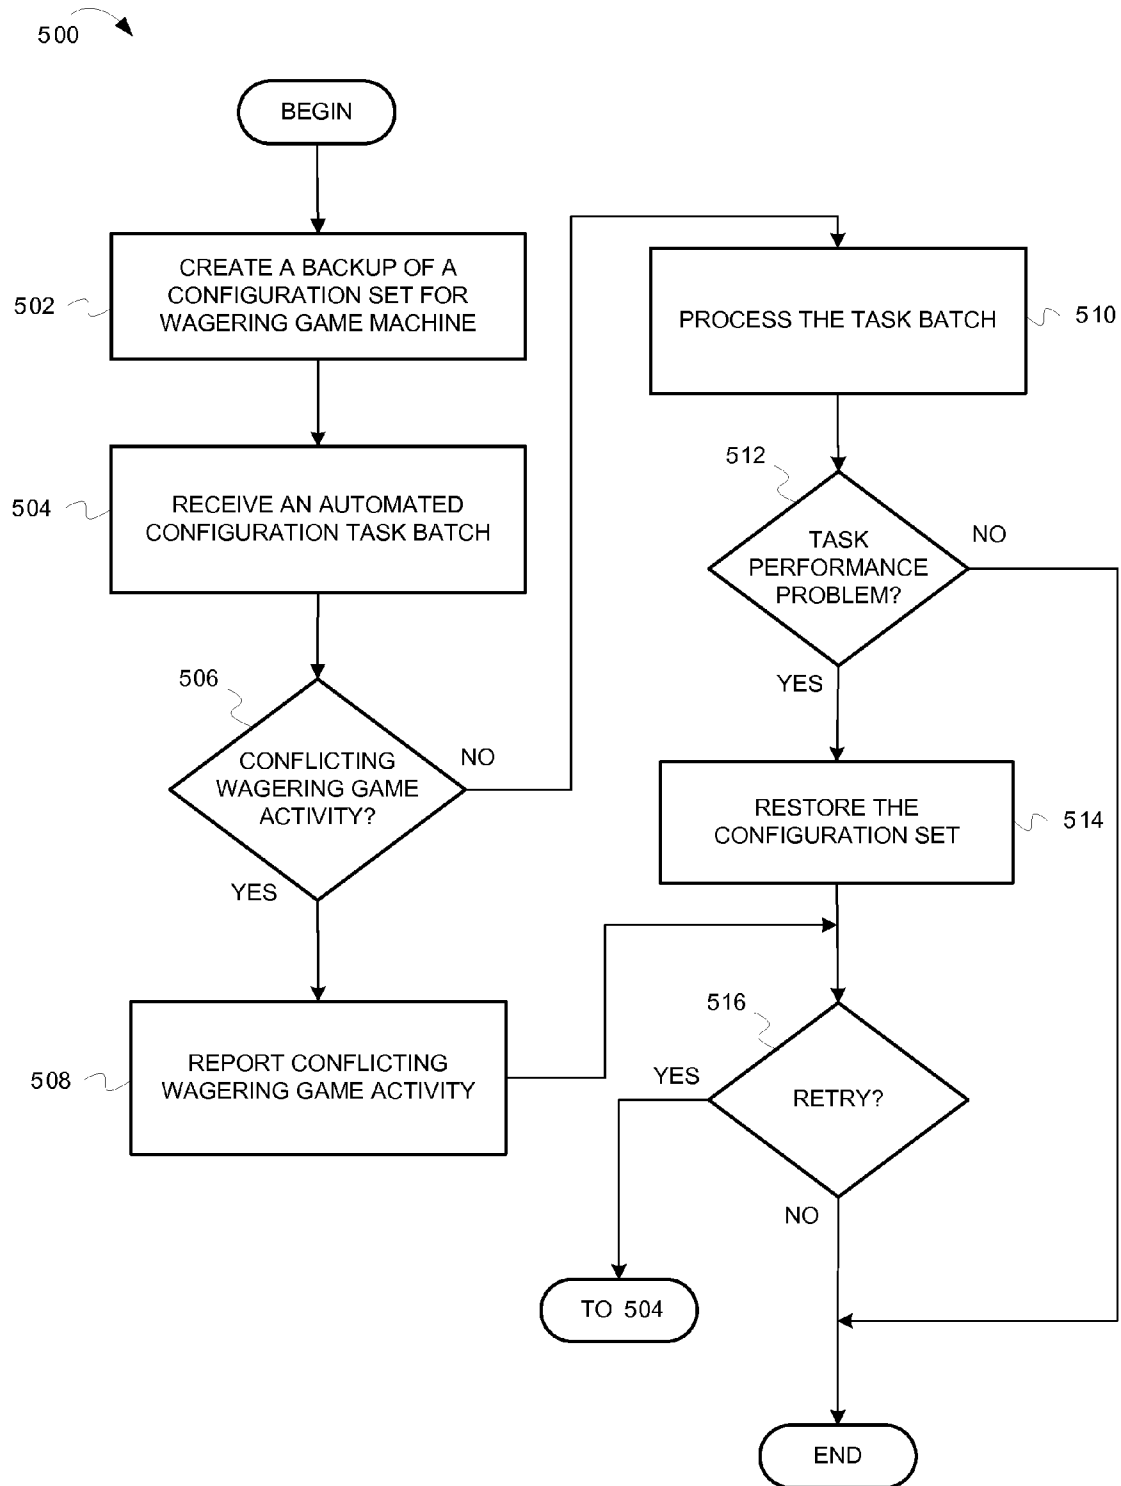 500
BEGIN
502
CREATE A BACKUP OF A
CONFIGURATION SET FOR
WAGERING GAME MACHINE
504
RECEIVE AN AUTOMATED
CONFIGURATION TASK BATCH
506
CONFLICTING
WAGERING GAME
ACTIVITY?
NO
YES
508
REPORT CONFLICTING
WAGERING GAME ACTIVITY
PROCESS THE TASK BATCH
510
512
TASK
PERFORMANCE
PROBLEM?
NO
YES
RESTORE THE
CONFIGURATION SET
514
516
RETRY?
YES
NO
TO 504
END